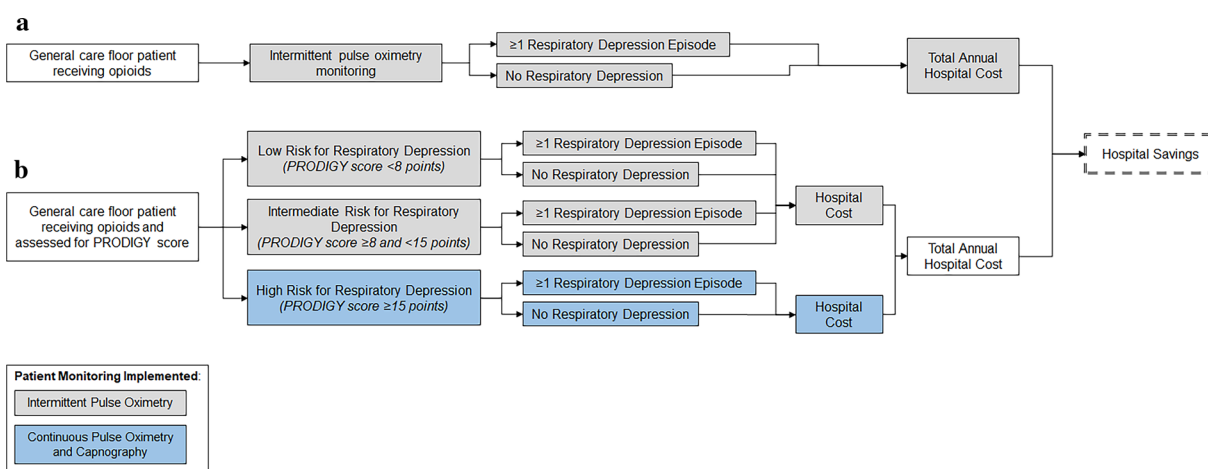 a
General care floor patient
receiving opioids
Intermittent pulse oximetry
monitoring
≥1 Respiratory Depression Episode
No Respiratory Depression
Total Annual
Hospital Cost
Hospital Savings
b
General care floor patient
receiving opioids and
assessed for PRODIGY score
Low Risk for Respiratory Depression
(PRODIGY score <8 points)
≥1 Respiratory Depression Episode
No Respiratory Depression
Intermediate Risk for Respiratory
Depression
(PRODIGY score ≥8 and <15 points)
≥1 Respiratory Depression Episode
No Respiratory Depression
Hospital
Cost
High Risk for Respiratory Depression
(PRODIGY score ≥15 points)
≥1 Respiratory Depression Episode
No Respiratory Depression
Hospital
Cost
Total Annual
Hospital Cost
Patient Monitoring Implemented:
Intermittent Pulse Oximetry
Continuous Pulse Oximetry
and Capnography